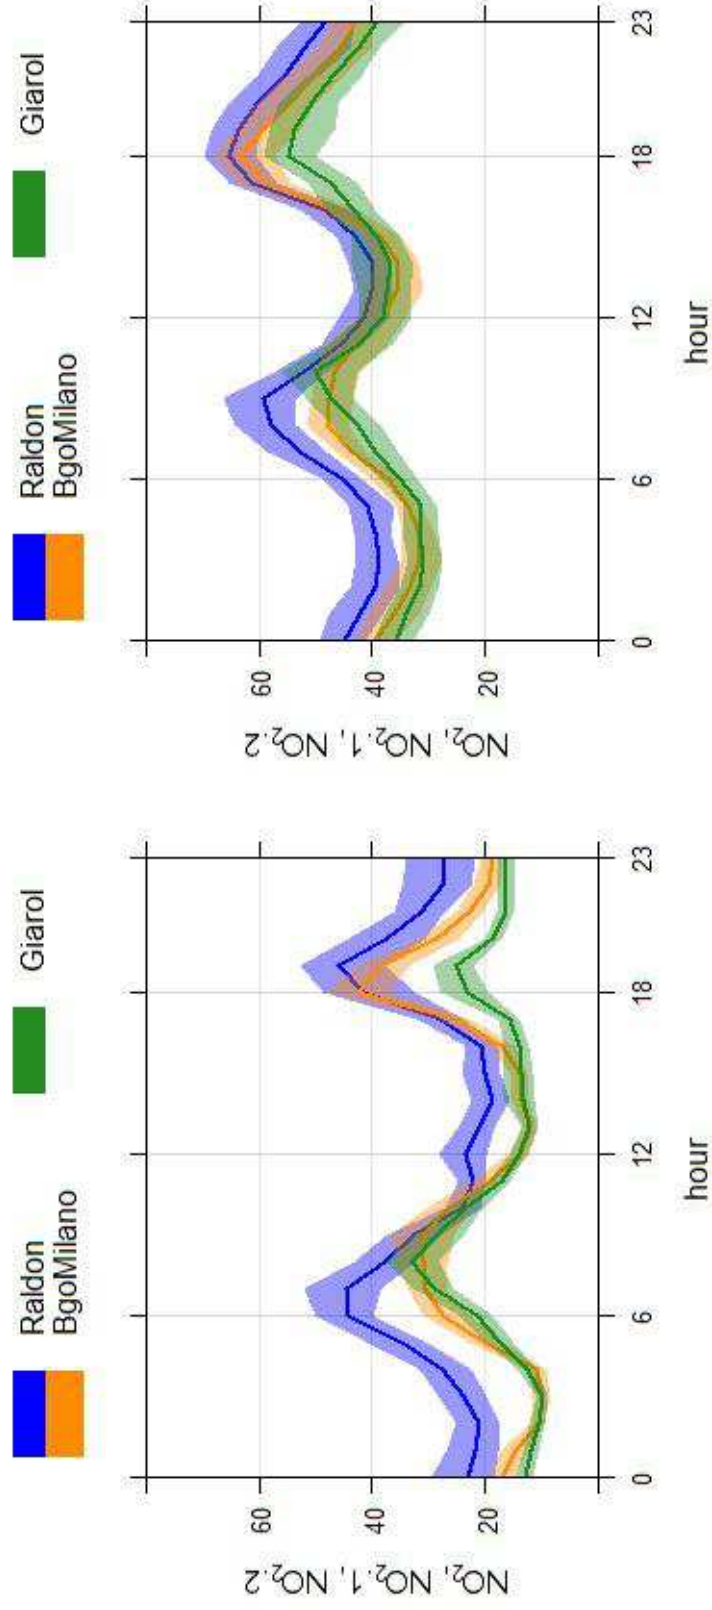 Raldon Giarol
BgoMilano
60
40
20
NO₂, NO₂.1, NO₂.2
0 6 12 18 23
hour
Raldon Giarol
BgoMilano
60
40
20
NO₂, NO₂.1, NO₂.2
0 6 12 18 23
hour